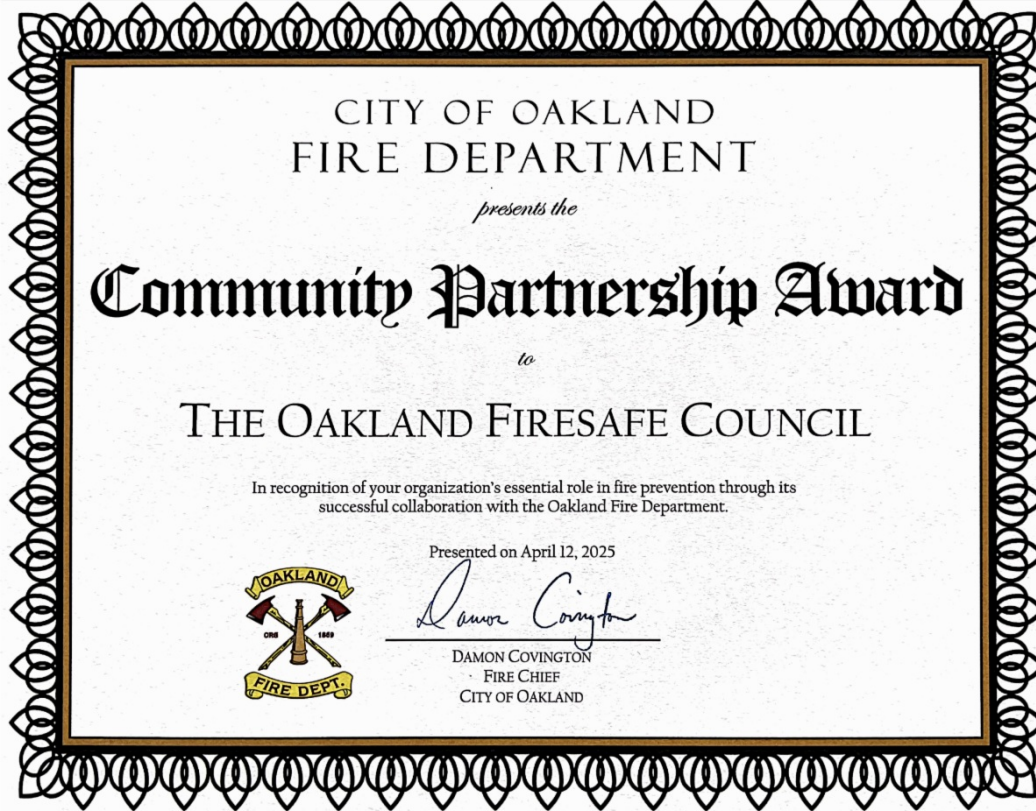 CITY OF OAKLAND
FIRE DEPARTMENT
presents the
Community Partnership Award
to
THE OAKLAND FIRESAFE COUNCIL
In recognition of your organization's essential role in fire prevention through its
successful collaboration with the Oakland Fire Department.
Presented on April 12, 2025
OAKLAND
ORG 1869
FIRE DEPT.
Damon Covington
DAMON COVINGTON
FIRE CHIEF
CITY OF OAKLAND